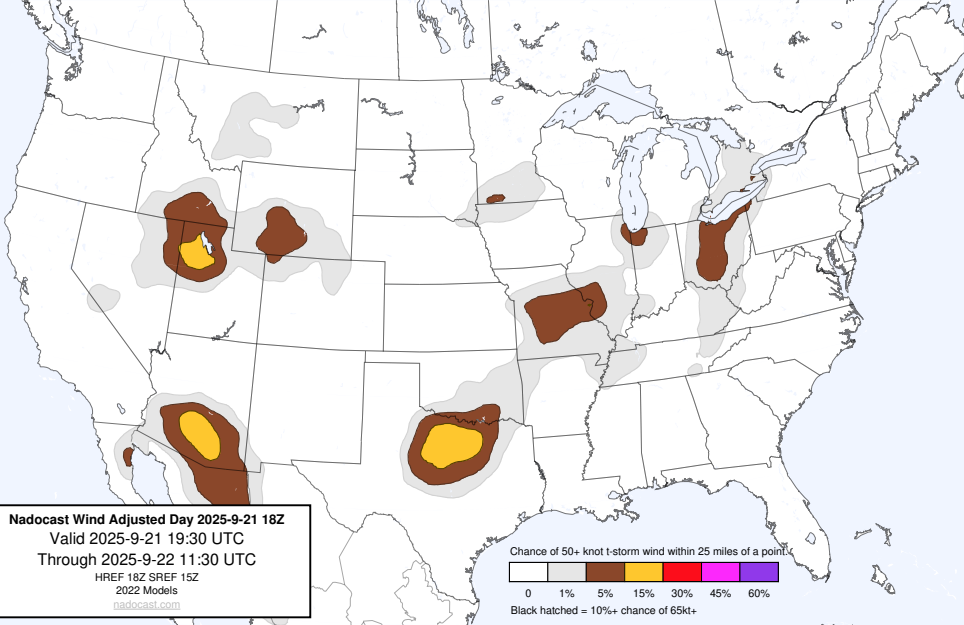 Nadocast Wind Adjusted Day 2025-9-21 18Z
Valid 2025-9-21 19:30 UTC
Through 2025-9-22 11:30 UTC
HREF 18Z SREF 15Z
2022 Models
nadocast.com
Chance of 50+ knot t-storm wind within 25 miles of a point.
0 1% 5% 15% 30% 45% 60%
Black hatched = 10%+ chance of 65kt+